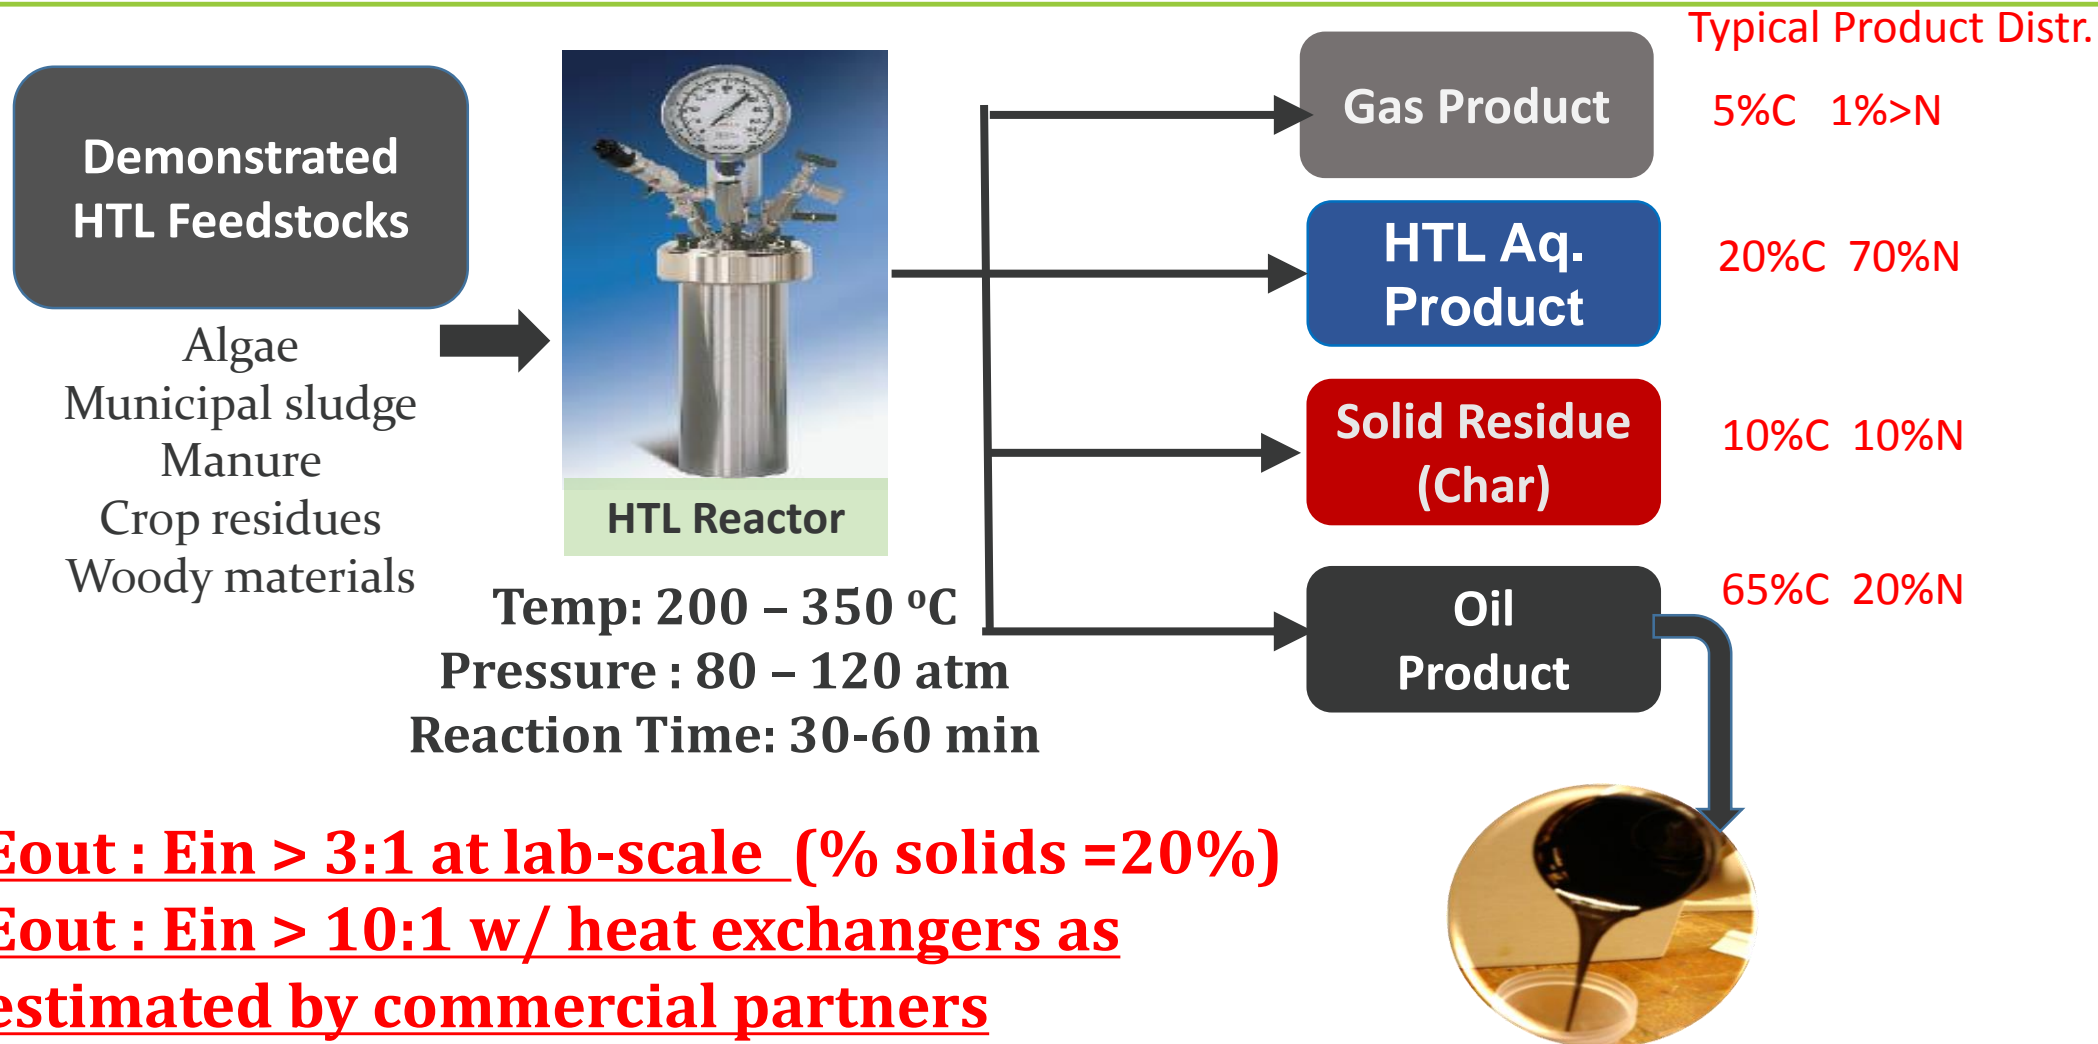 Typical Product Distr.
Demonstrated
HTL Feedstocks
Algae
Municipal sludge
Manure
Crop residues
Woody materials
HTL Reactor
Temp: 200 – 350 ºC
Pressure : 80 – 120 atm
Reaction Time: 30-60 min
Gas Product
5%C 1%>N
HTL Aq.
Product
20%C 70%N
Solid Residue
(Char)
10%C 10%N
Oil
Product
65%C 20%N
Eout : Ein > 3:1 at lab-scale (% solids =20%)
Eout : Ein > 10:1 w/ heat exchangers as
estimated by commercial partners